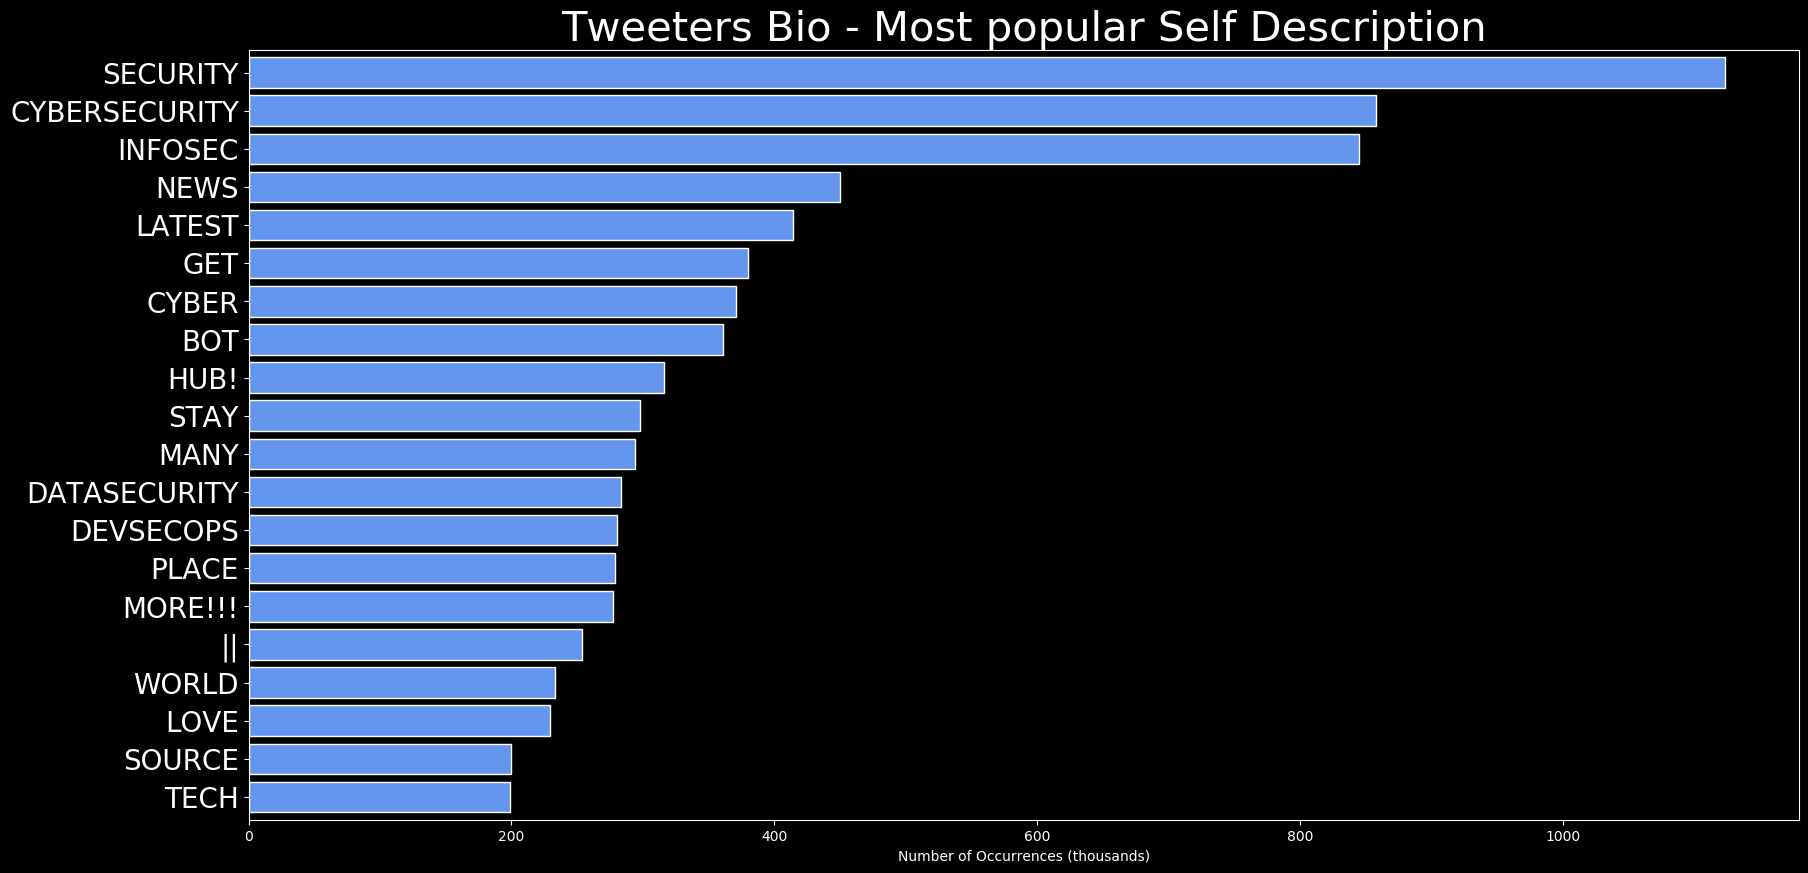 Tweeters Bio - Most popular Self Description
SECURITY
CYBERSECURITY
INFOSEC
NEWS
LATEST
GET
CYBER
BOT
HUB!
STAY
MANY
DATASECURITY
DEVSECOPS
PLACE
MORE!!!
||
WORLD
LOVE
SOURCE
TECH
0 200 400 600 800 1000
Number of Occurrences (thousands)